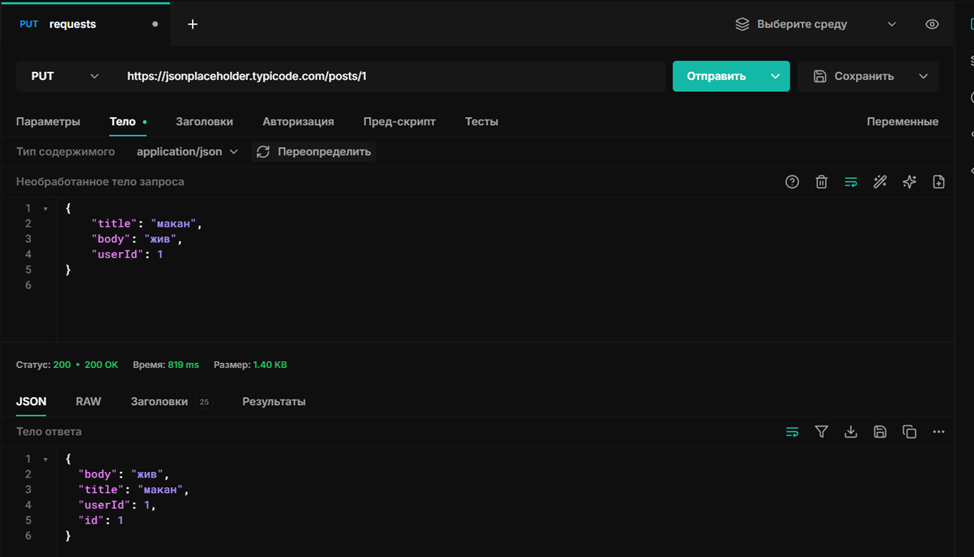 PUT requests
Выберите среду
PUT https://jsonplaceholder.typicode.com/posts/1 Отправить Сохранить
Параметры Тело Заголовки Авторизация Пред-скрипт Тесты Переменные
Тип содержимого application/json Переопределить
Необработанное тело запроса
1 {
2 "title": "макан",
3 "body": "жив",
4 "userId": 1
5 }
6
Статус: 200 • 200 OK Время: 819 ms Размер: 1.40 KB
JSON RAW Заголовки 25 Результаты
Тело ответа
1 {
2 "body": "жив",
3 "title": "макан",
4 "userId": 1,
5 "id": 1
6 }